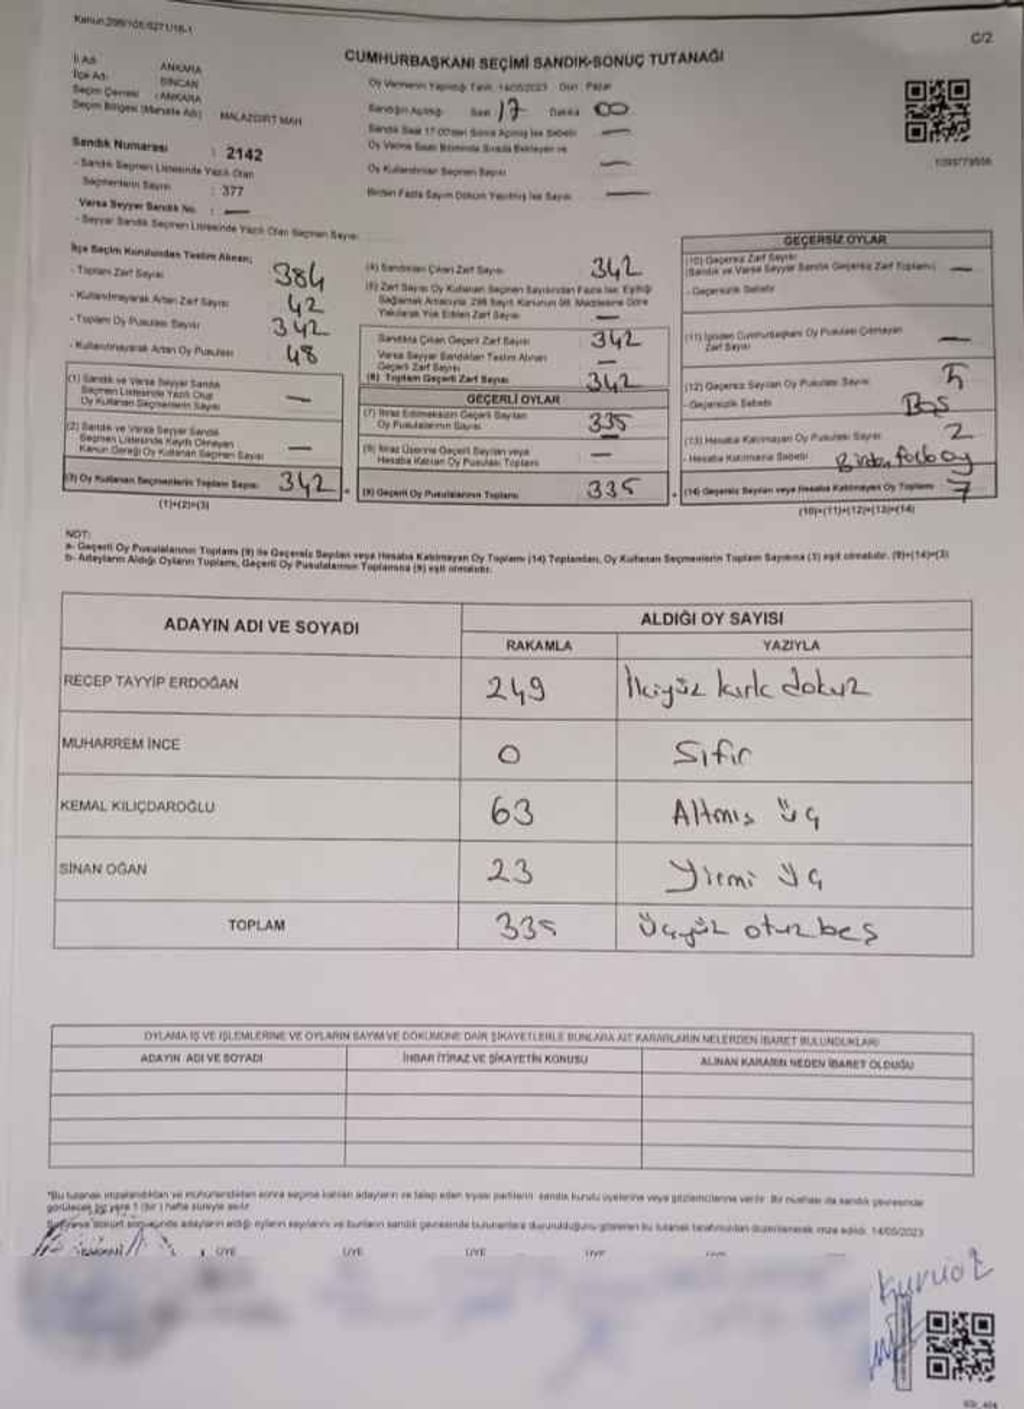 Kanun:298/105/6271/16-1
C/2
CUMHURBAŞKANI SEÇİMİ SANDIK-SONUÇ TUTANAĞI
İl Adı ANKARA
İlçe Adı SİNCAN
Seçim Çevresi : ANKARA
Seçim Bölgesi (Mahalle Adı) MALAZGİRT MAH
Sandık Numarası : 2142
- Sandık Seçmen Listesinde Yazılı Olan
Seçmenlerin Sayısı : 377
Varsa Seyyar Sandık No : —
- Seyyar Sandık Seçmen Listesinde Yazılı Olan Seçmen Sayısı
Oy Vermenin Yapıldığı Tarih 14/05/2023 Gün : Pazar
Sandığın Açıldığı Saat 17 Dakika 00
Sandık Saat 17:00'den Sonra Açılmış İse Sebebi —
Oy Verme Saati Bitiminde Sırada Bekleyen ve
Oy Kullandırılan Seçmen Sayısı —
Birden Fazla Sayım Döküm Yapılmış İse Sayısı —
1093779556
İlçe Seçim Kurulundan Teslim Alınan;
- Toplam Zarf Sayısı 384
- Kullanılmayarak Artan Zarf Sayısı 42
- Toplam Oy Pusulası Sayısı 342
- Kullanılmayarak Artan Oy Pusulası 48
(1) Sandık ve Varsa Seyyar Sandık
Seçmen Listesinde Yazılı Olup
Oy Kullanan Seçmenlerin Sayısı —
(2) Sandık ve Varsa Seyyar Sandık
Seçmen Listesinde Kayıtlı Olmayan
Kanun Gereği Oy Kullanan Seçmen Sayısı —
(3) Oy Kullanan Seçmenlerin Toplam Sayısı 342
(1)+(2)=(3)
(4) Sandıktan Çıkan Zarf Sayısı 342
(5) Zarf Sayısı Oy Kullanan Seçmen Sayısından Fazla İse, Eşitliği
Sağlamak Amacıyla 298 Sayılı Kanunun 98. Maddesine Göre
Yakılarak Yok Edilen Zarf Sayısı —
Sandıkta Çıkan Geçerli Zarf Sayısı 342
Varsa Seyyar Sandıktan Teslim Alınan
Geçerli Zarf Sayısı —
(6) Toplam Geçerli Zarf Sayısı 342
GEÇERLİ OYLAR
(7) İtiraz Edilmeksizin Geçerli Sayılan
Oy Pusulalarının Sayısı 335
(8) İtiraz Üzerine Geçerli Sayılan veya
Hesaba Katılan Oy Pusulası Toplamı —
(9) Geçerli Oy Pusulalarının Toplamı 335
GEÇERSİZ OYLAR
(10) Geçersiz Zarf Sayısı
(Sandık ve Varsa Seyyar Sandık Geçersiz Zarf Toplamı) —
- Geçersizlik Sebebi
(11) İçinden Cumhurbaşkanı Oy Pusulası Çıkmayan
Zarf Sayısı —
(12) Geçersiz Sayılan Oy Pusulası Sayısı 5
- Geçersizlik Sebebi Boş
(13) Hesaba Katılmayan Oy Pusulası Sayısı 2
- Hesaba Katılmama Sebebi Birden fazla oy
(14) Geçersiz Sayılan veya Hesaba Katılmayan Oy Toplamı 7
(10)+(11)+(12)+(13)=(14)
NOT:
a- Geçerli Oy Pusulalarının Toplamı (9) ile Geçersiz Sayılan veya Hesaba Katılmayan Oy Toplamı (14) Toplamları, Oy Kullanan Seçmenlerin Toplam Sayısına (3) eşit olmalıdır. (9)+(14)=(3)
b- Adayların Aldığı Oyların Toplamı, Geçerli Oy Pusulalarının Toplamına (9) eşit olmalıdır.
ADAYIN ADI VE SOYADI ALDIĞI OY SAYISI
RAKAMLA YAZIYLA
RECEP TAYYİP ERDOĞAN 249 İkiyüz kırk dokuz
MUHARREM İNCE 0 Sıfır
KEMAL KILIÇDAROĞLU 63 Altmış üç
SİNAN OĞAN 23 Yirmi üç
TOPLAM 335 Üçyüz otuz beş
OYLAMA İŞ VE İŞLEMLERİNE VE OYLARIN SAYIM VE DÖKÜMÜNE DAİR ŞİKAYETLERLE BUNLARA AİT KARARLARIN NELERDEN İBARET BULUNDUKLARI
ADAYIN ADI VE SOYADI İHBAR İTİRAZ VE ŞİKAYETİN KONUSU ALINAN KARARIN NEDEN İBARET OLDUĞU
*Bu tutanak imzalandıktan ve mühürlendikten sonra seçime katılan adayların ve talep eden siyasi partilerin sandık kurulu üyelerine veya gözlemcilerine verilir. Bir nüshası da sandık çevresinde
görülecek bir yere 1 (bir) hafta süreyle asılır.
sonucunda adayların aldığı oyların sayılarını ve bunların sandık çevresinde bulunanlara duyurulduğunu gösteren bu tutanak tarafımızdan düzenlenerek imza edildi. 14/05/2023
ÜYE ÜYE ÜYE ÜYE